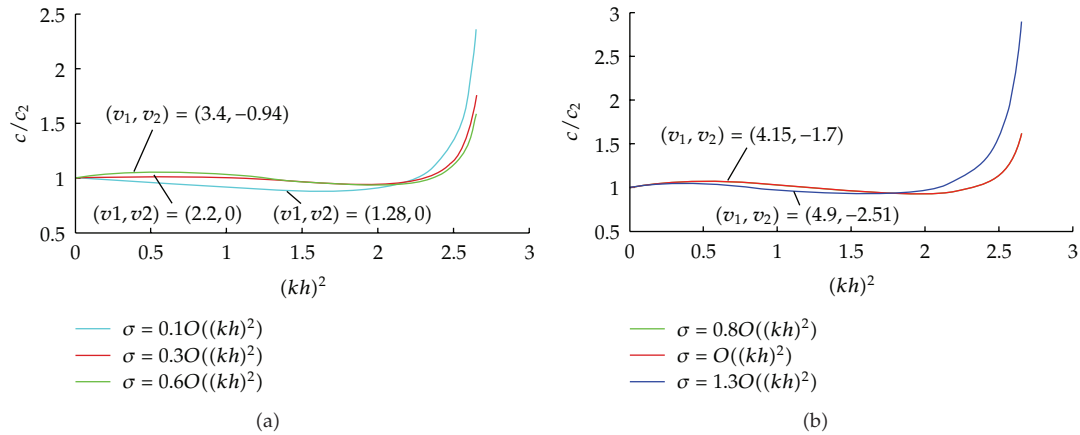 2.5
2
1.5
1
0.5
c/c₂
(v₁, v₂) = (3.4, −0.94)
(v1, v2) = (2.2, 0)
(v1, v2) = (1.28, 0)
0 0.5 1 1.5 2 2.5 3
(kh)²
σ = 0.1O((kh)²)
σ = 0.3O((kh)²)
σ = 0.6O((kh)²)
(a)
3
2.5
2
1.5
1
0.5
c/c₂
(v₁, v₂) = (4.15, −1.7)
(v₁, v₂) = (4.9, −2.51)
0 0.5 1 1.5 2 2.5 3
(kh)²
σ = 0.8O((kh)²)
σ = O((kh)²)
σ = 1.3O((kh)²)
(b)